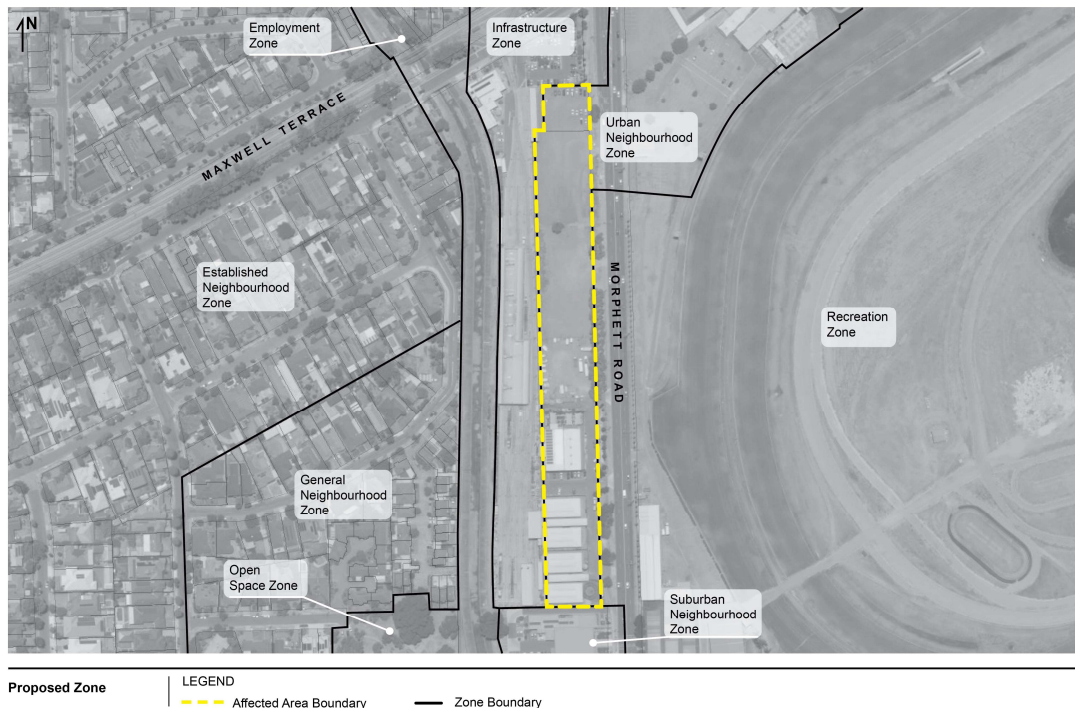 N
Employment
Zone
Infrastructure
Zone
MAXWELL TERRACE
Urban
Neighbourhood
Zone
Established
Neighbourhood
Zone
MORPHETT ROAD
Recreation
Zone
General
Neighbourhood
Zone
Open
Space Zone
Suburban
Neighbourhood
Zone
Proposed Zone
LEGEND
Affected Area Boundary
Zone Boundary